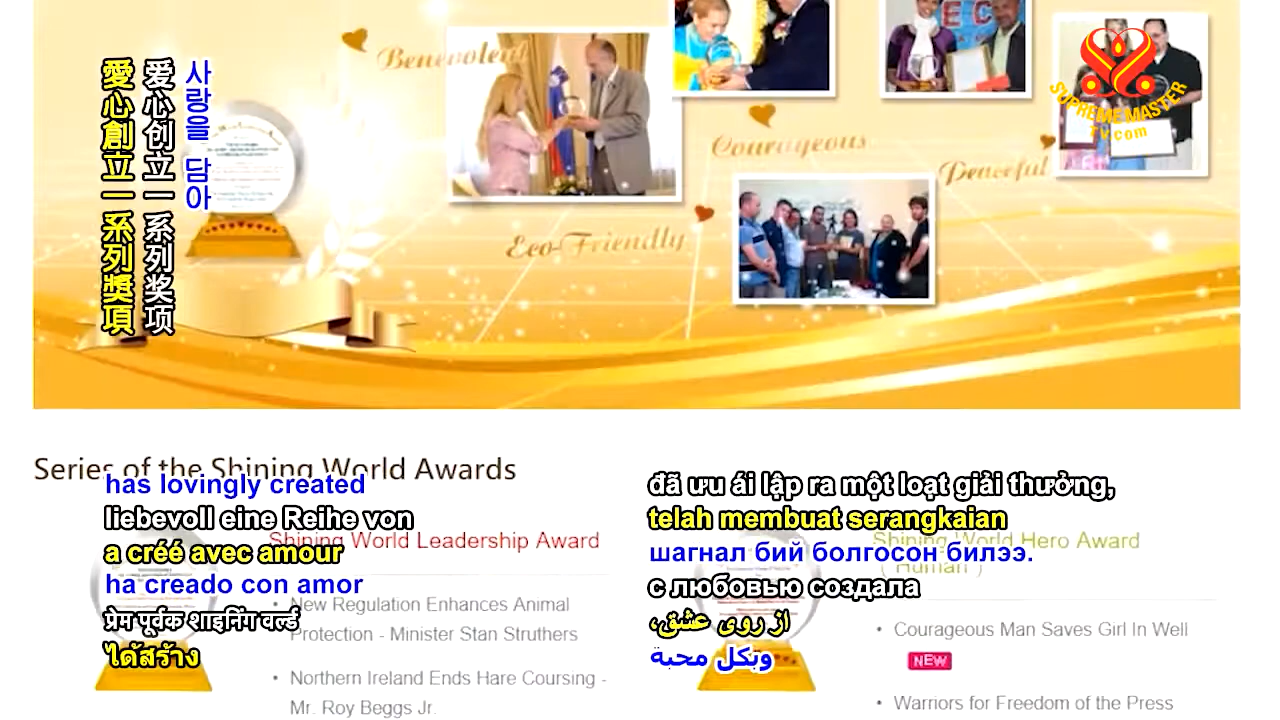 사랑을 담아
爱心创立一系列奖项
愛心創立一系列獎項
Benevolent
E C
SUPREME MASTER
TV.com
Courageous
Peaceful
Eco-Friendly
Series of the Shining World Awards
has lovingly created
liebevoll eine Reihe von
a créé avec amour
ha creado con amor
प्रेम पूर्वक शाइनिंग वर्ल्ड
ได้สร้าง
Shining World Leadership Award
• New Regulation Enhances Animal
Protection - Minister Stan Struthers
• Northern Ireland Ends Hare Coursing -
Mr. Roy Beggs Jr.
đã ưu ái lập ra một loạt giải thưởng,
telah membuat serangkaian
шагнал бий болгосон билээ.
с любовью создала
از روی عشق،
وبكل محبة
Shining World Hero Award
( Human )
• Courageous Man Saves Girl In Well
NEW
• Warriors for Freedom of the Press